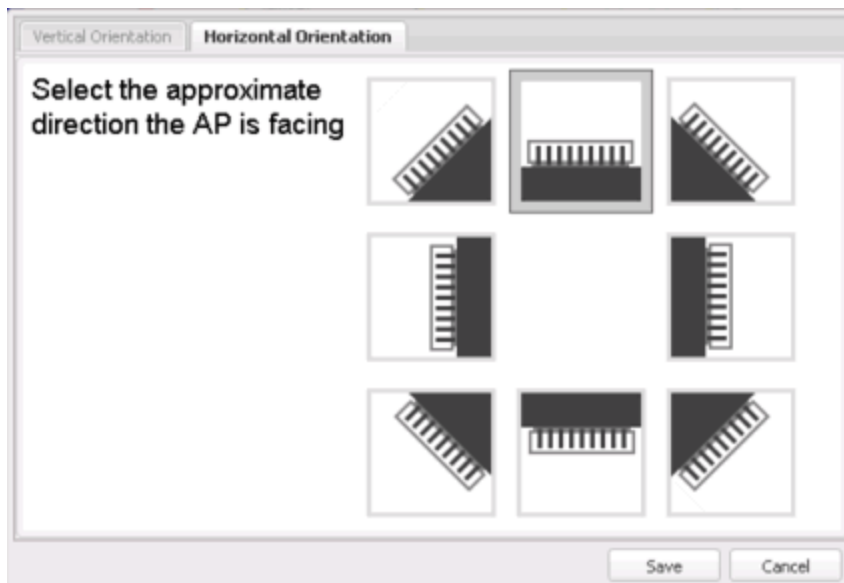 Vertical Orientation
Horizontal Orientation
Select the approximate
direction the AP is facing
Save
Cancel